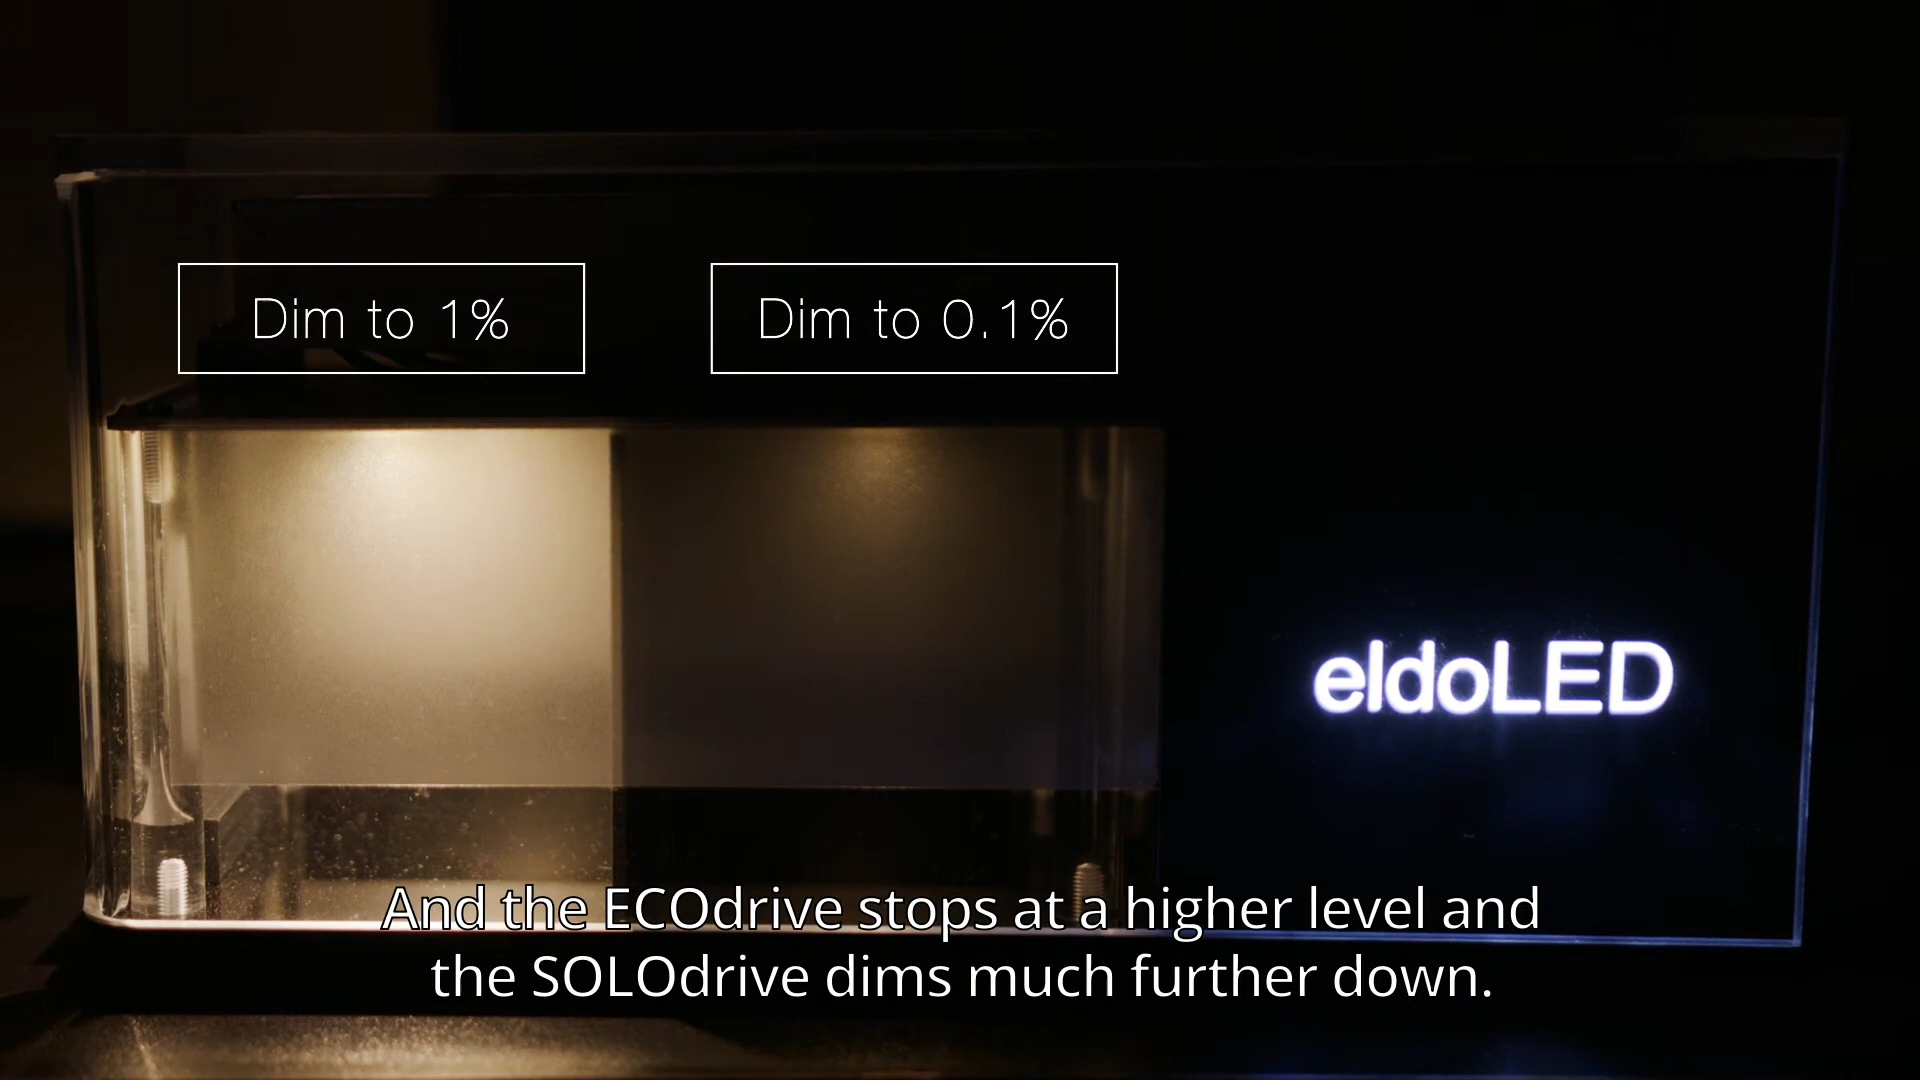 Dim to 1%
Dim to 0.1%
eldoLED
And the ECOdrive stops at a higher level and
the SOLOdrive dims much further down.